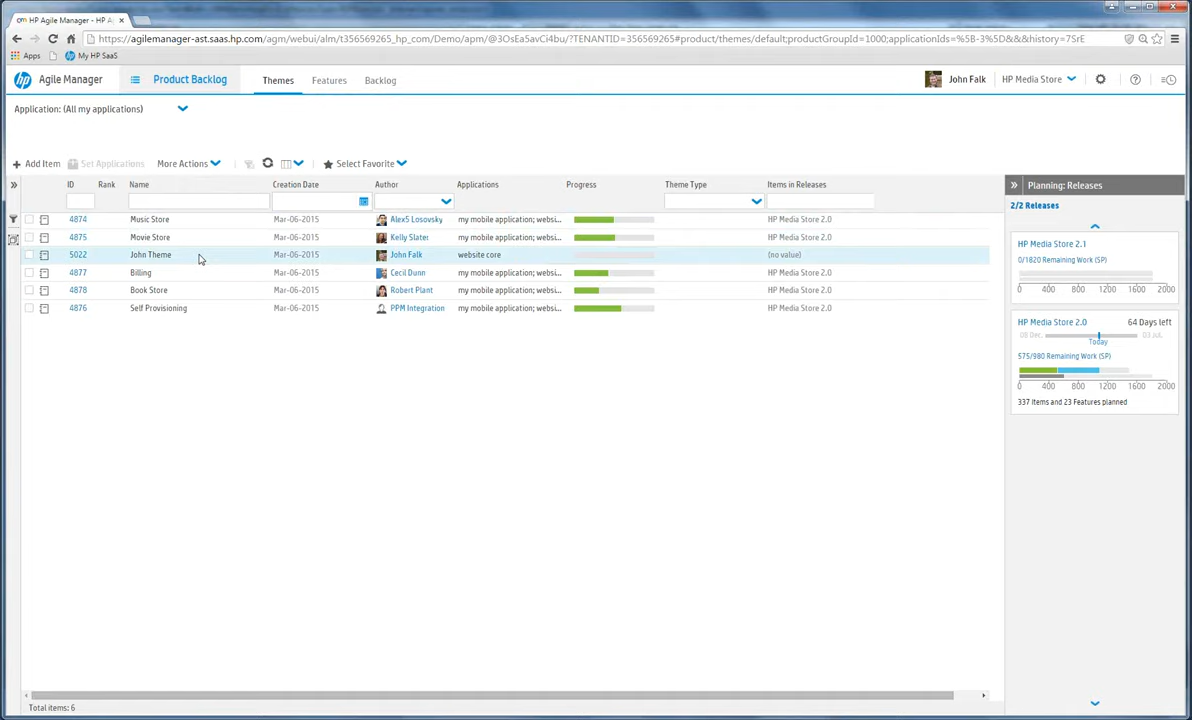 HP Agile Manager - HP A
https://agilemanager-ast.saas.hp.com/agm/webui/alm/t356569265_hp_com/Demo/apm/@3OsEa5avCi4bu/?TENANTID=356569265#product/themes/default;productGroupId=1000;applicationIds=%5B-3%5D&&&history=7SrE
Apps My HP SaaS
hp Agile Manager Product Backlog Themes Features Backlog John Falk HP Media Store
Application: (All my applications)
Add Item Set Applications More Actions Select Favorite
ID Rank Name Creation Date Author Applications Progress Theme Type Items in Releases
4874 Music Store Mar-06-2015 Alex5 Losovsky my mobile application; websi... HP Media Store 2.0
4875 Movie Store Mar-06-2015 Kelly Slater my mobile application; websi... HP Media Store 2.0
5022 John Theme Mar-06-2015 John Falk website core (no value)
4877 Billing Mar-06-2015 Cecil Dunn my mobile application; websi... HP Media Store 2.0
4878 Book Store Mar-06-2015 Robert Plant my mobile application; websi... HP Media Store 2.0
4876 Self Provisioning Mar-06-2015 PPM Integration my mobile application; websi... HP Media Store 2.0
Planning: Releases
2/2 Releases
HP Media Store 2.1
0/1820 Remaining Work (SP)
0 400 800 1200 1600 2000
HP Media Store 2.0 64 Days left
Today
03 Jul.
575/980 Remaining Work (SP)
0 400 800 1200 1600 2000
337 Items and 23 Features planned
Total items: 6